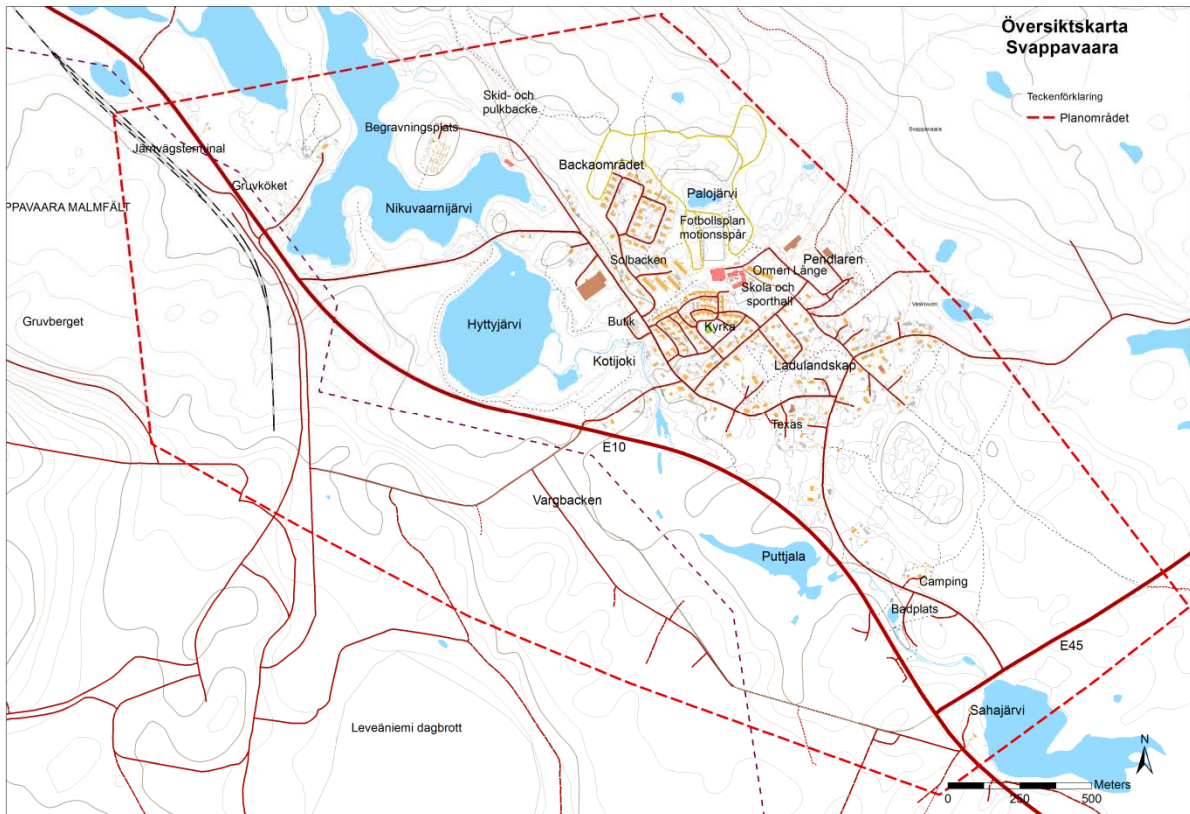 Översiktskarta
Svappavaara
Teckenförklaring
Planområdet
Skid- och
pulkbacke
Begravningsplats
Svappavaara
Järnvägsterminal
Backaområdet
Gruvköket
Palojärvi
PPAVAARA MALMFÄLT
Nikuvaarnijärvi
Fotbollsplan
motionsspår
Solbacken
Pendlaren
Ormen Långe
Skola och
sporthall
Gruvberget
Hyttyjärvi
Butik
Kyrka
Kotijoki
Ladulandskap
Texas
E10
Vargbacken
Puttjala
Camping
Badplats
E45
Sahajärvi
Leveäniemi dagbrott
N
Meters
0 250 500